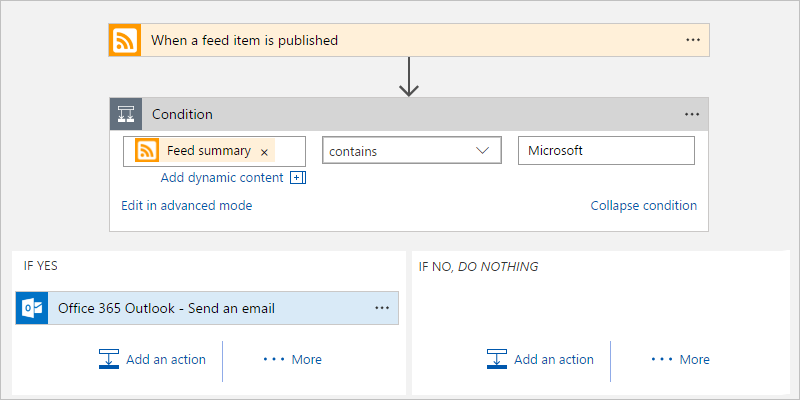 When a feed item is published
Condition
Feed summary × contains Microsoft
Add dynamic content
Edit in advanced mode Collapse condition
IF YES IF NO, DO NOTHING
Office 365 Outlook - Send an email
Add an action More Add an action More